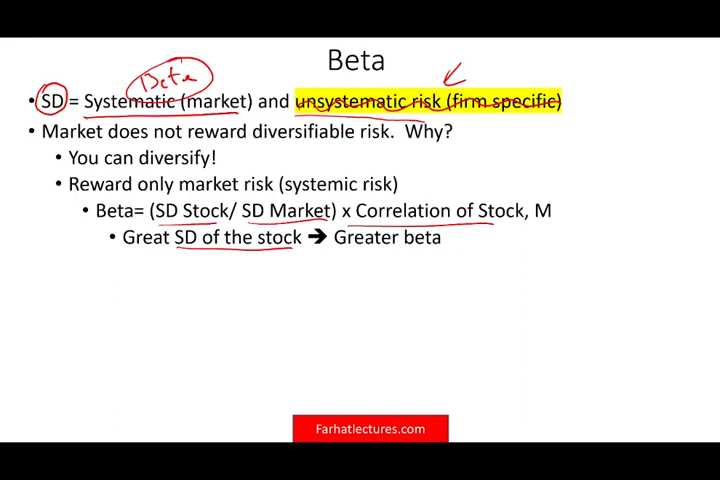 Beta
Beta
• SD = Systematic (market) and unsystematic risk (firm specific)
• Market does not reward diversifiable risk. Why?
• You can diversify!
• Reward only market risk (systemic risk)
• Beta= (SD Stock/ SD Market) x Correlation of Stock, M
• Great SD of the stock → Greater beta
Farhatlectures.com